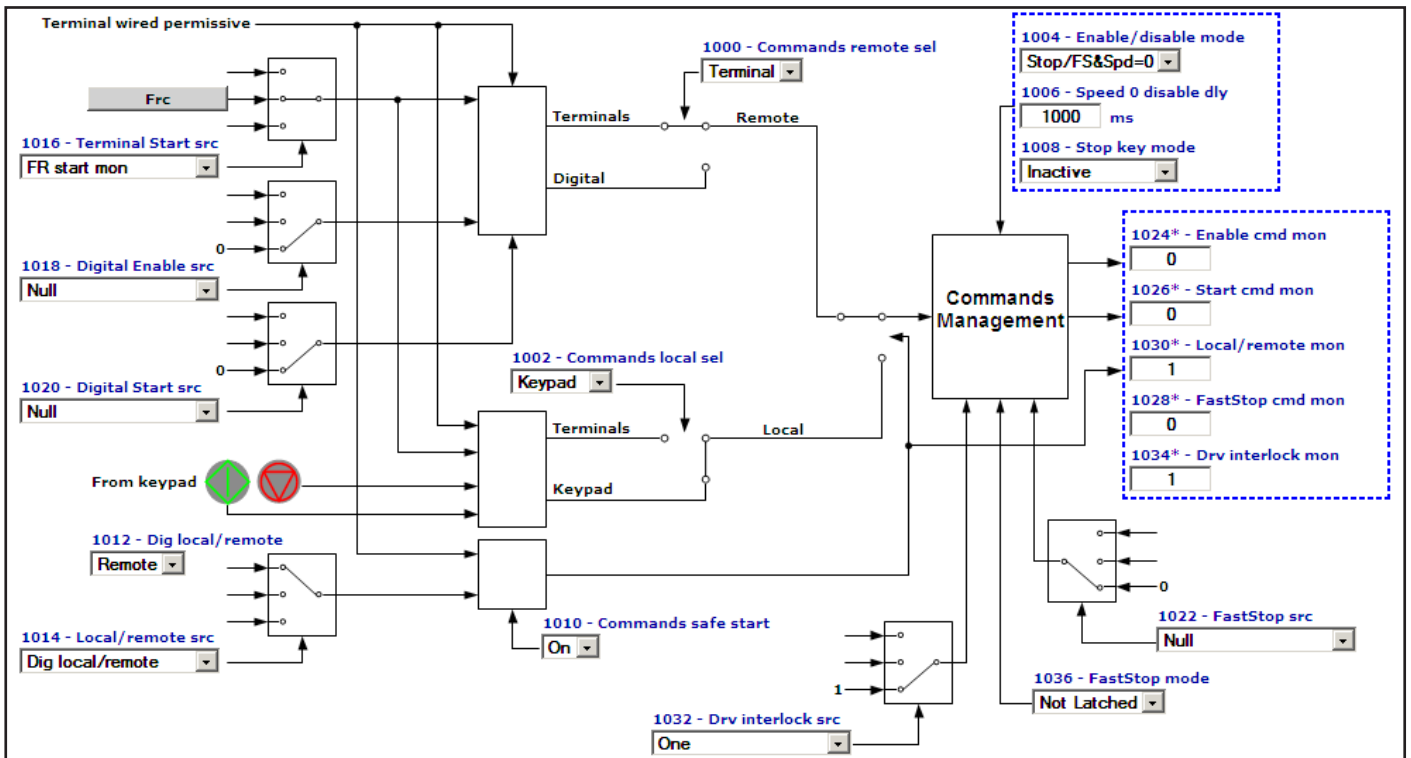 Terminal wired permissive
Frc
1016 - Terminal Start src
FR start mon
0
1018 - Digital Enable src
Null
0
1020 - Digital Start src
Null
From keypad
1012 - Dig local/remote
Remote
1014 - Local/remote src
Dig local/remote
1000 - Commands remote sel
Terminal
Terminals
Remote
Digital
1002 - Commands local sel
Keypad
Terminals
Local
Keypad
1010 - Commands safe start
On
1
1032 - Drv interlock src
One
Commands
Management
1004 - Enable/disable mode
Stop/FS&Spd=0
1006 - Speed 0 disable dly
1000 ms
1008 - Stop key mode
Inactive
1024* - Enable cmd mon
0
1026* - Start cmd mon
0
1030* - Local/remote mon
1
1028* - FastStop cmd mon
0
1034* - Drv interlock mon
1
0
1022 - FastStop src
Null
1036 - FastStop mode
Not Latched